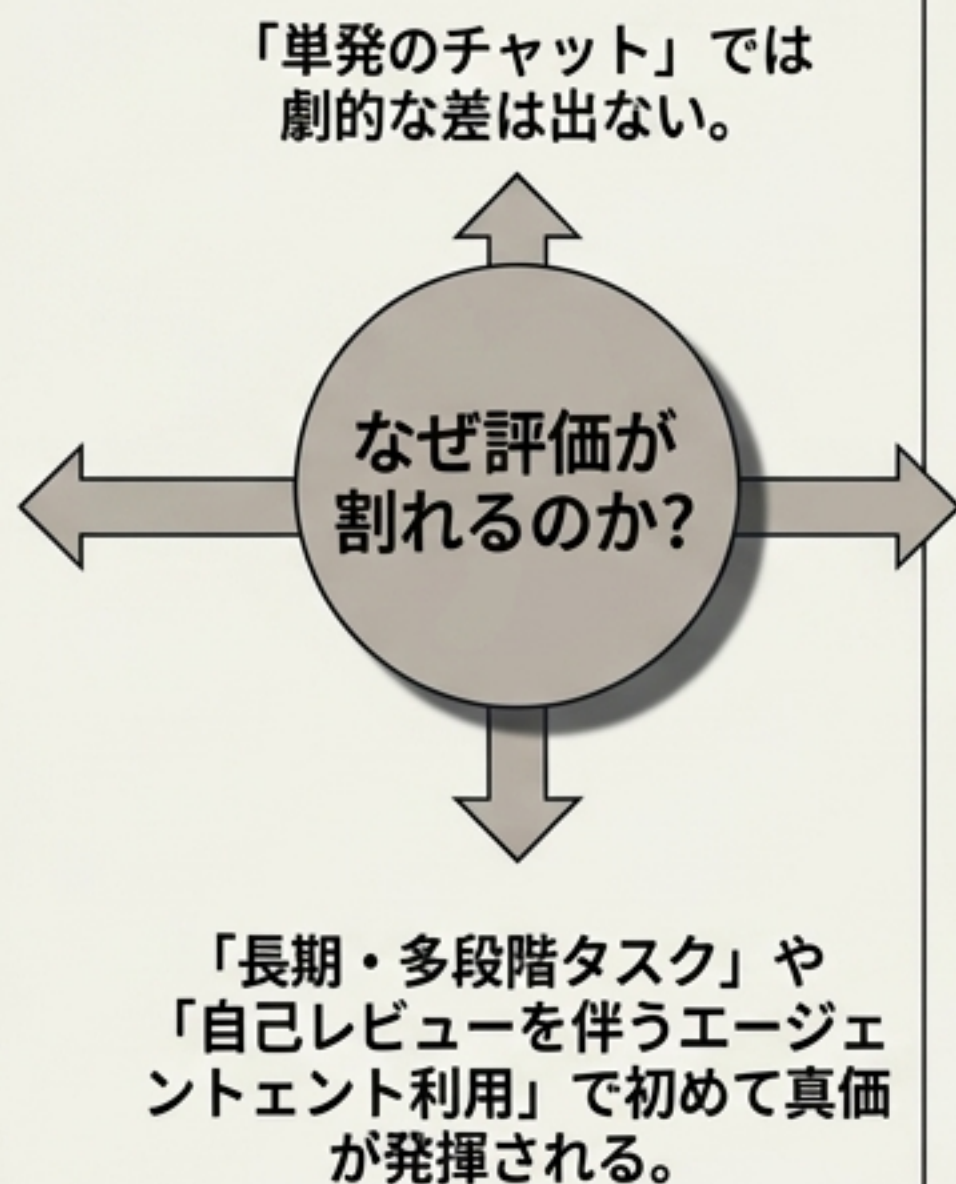 「単発のチャット」では
劇的な差は出ない。
なぜ評価が
割れるのか?
「長期・多段階タスク」や
「自己レビューを伴うエージェ
ントェント利用」で初めて真価
が発揮される。